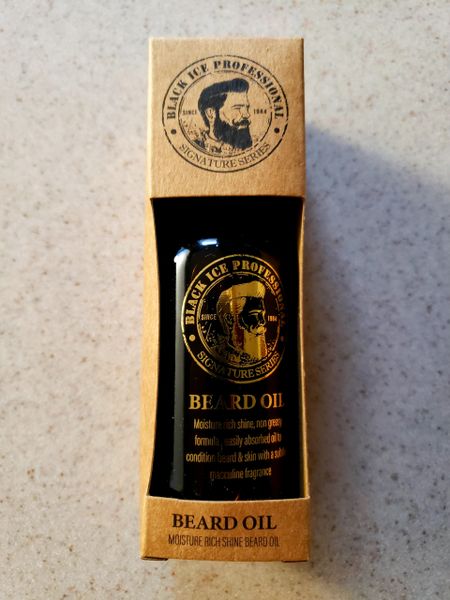 BLACK ICE PROFESSIONAL
SINCE 1984
SIGNATURE SERIES
BLACK ICE PROFESSIONAL
SINCE 1984
SIGNATURE SERIES
BEARD OIL
Moisture rich shine, non greasy
formula, easily absorbed oil to
condition beard & skin with a subtle
masculine fragrance
BEARD OIL
MOISTURE RICH SHINE BEARD OIL